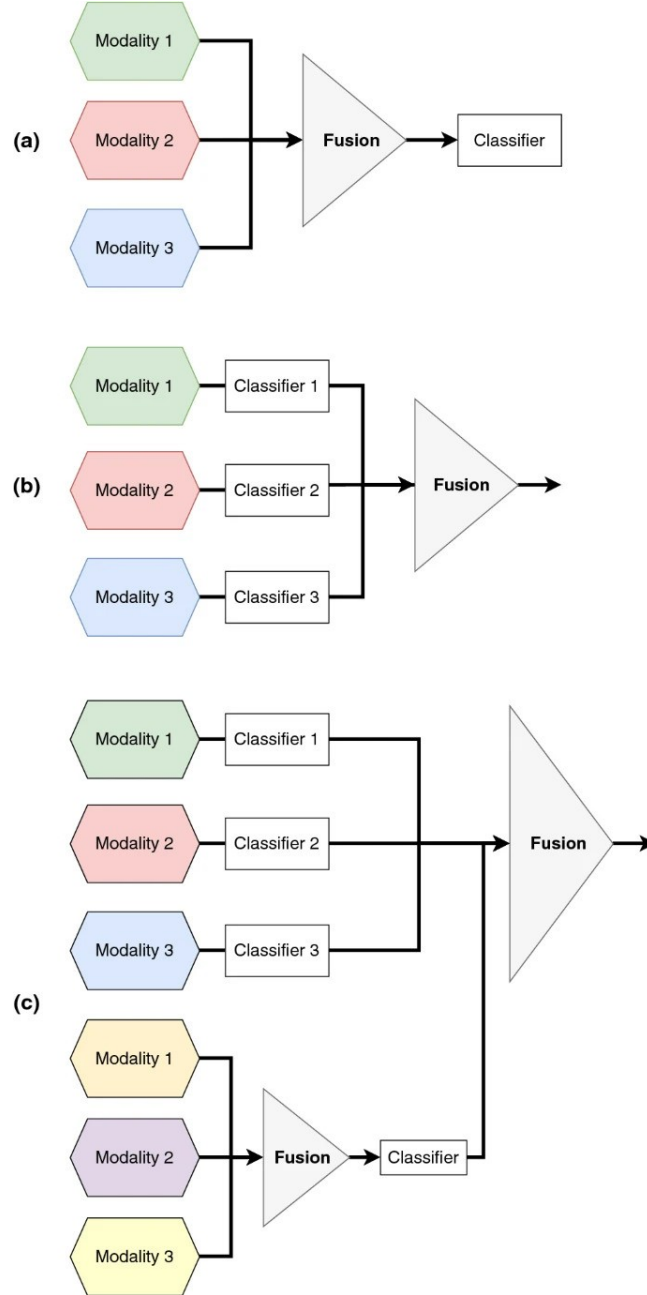 Modality 1
(a)
Modality 2
Fusion
Classifier
Modality 3
Modality 1
Classifier 1
(b)
Modality 2
Classifier 2
Fusion
Modality 3
Classifier 3
Modality 1
Classifier 1
Modality 2
Classifier 2
Fusion
Modality 3
Classifier 3
(c)
Modality 1
Modality 2
Fusion
Classifier
Modality 3